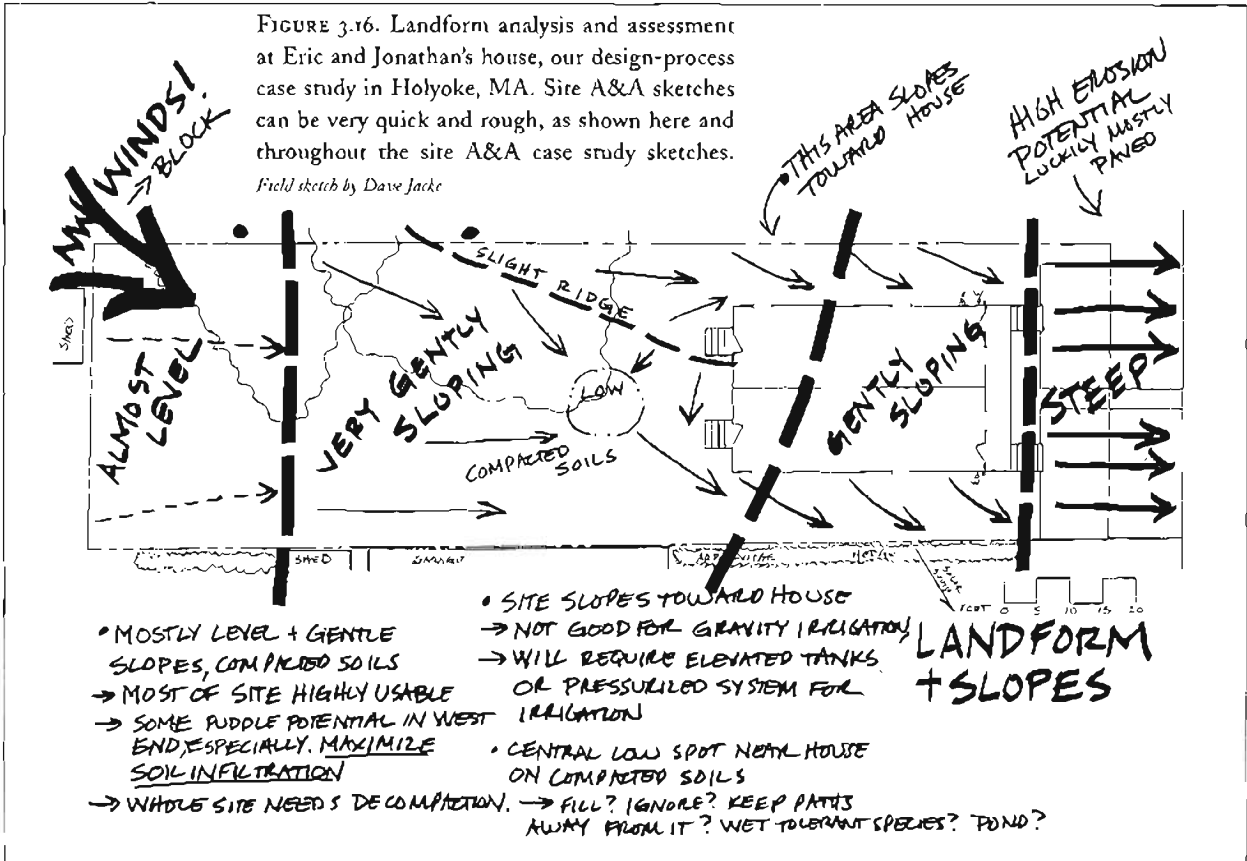 FIGURE 3.16. Landform analysis and assessment
at Eric and Jonathan's house, our design-process
case study in Holyoke, MA. Site A&A sketches
can be very quick and rough, as shown here and
throughout the site A&A case study sketches.
Field sketch by Dave Jacke
WINDS!
→ BLOCK
• THIS AREA SLOPES
TOWARD HOUSE
HIGH EROSION
POTENTIAL
LUCKILY MOSTLY
PAVED
SLIGHT RIDGE
SHED
ALMOST
LEVEL
VERY GENTLY
SLOPING
LOW
COMPACTED
SOILS
GENTLY
SLOPING
STEEP
SHED
FEET 0 5 10 15 20
LANDFORM
+ SLOPES
• MOSTLY LEVEL + GENTLE
SLOPES, COMPACTED SOILS
→ MOST OF SITE HIGHLY USABLE
→ SOME PUDDLE POTENTIAL IN WEST
END, ESPECIALLY. MAXIMIZE
SOIL INFILTRATION
→ WHOLE SITE NEEDS DECOMPACTION.
• SITE SLOPES TOWARD HOUSE
→ NOT GOOD FOR GRAVITY IRRIGATION,
→ WILL REQUIRE ELEVATED TANKS
OR PRESSURIZED SYSTEM FOR
IRRIGATION
• CENTRAL LOW SPOT NEAR HOUSE
ON COMPACTED SOILS
→ FILL? IGNORE? KEEP PATHS
AWAY FROM IT? WET TOLERANT SPECIES? POND?